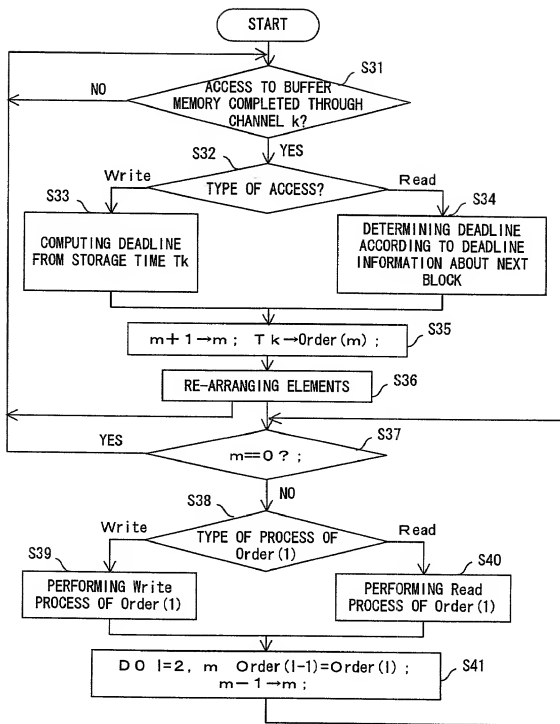 START
S31
ACCESS TO BUFFER
MEMORY COMPLETED THROUGH
CHANNEL k?
NO
YES
S32
Write
TYPE OF ACCESS?
Read
S33
S34
COMPUTING DEADLINE
FROM STORAGE TIME Tk
DETERMINING DEADLINE
ACCORDING TO DEADLINE
INFORMATION ABOUT NEXT
BLOCK
m+1→m; Tk→Order(m);
S35
RE-ARRANGING ELEMENTS
S36
YES
S37
m==0?;
NO
S38
Write
TYPE OF PROCESS OF
Order(1)
Read
S39
S40
PERFORMING Write
PROCESS OF Order(1)
PERFORMING Read
PROCESS OF Order(1)
DO l=2, m Order(l-1)=Order(l);
m-1→m;
S41